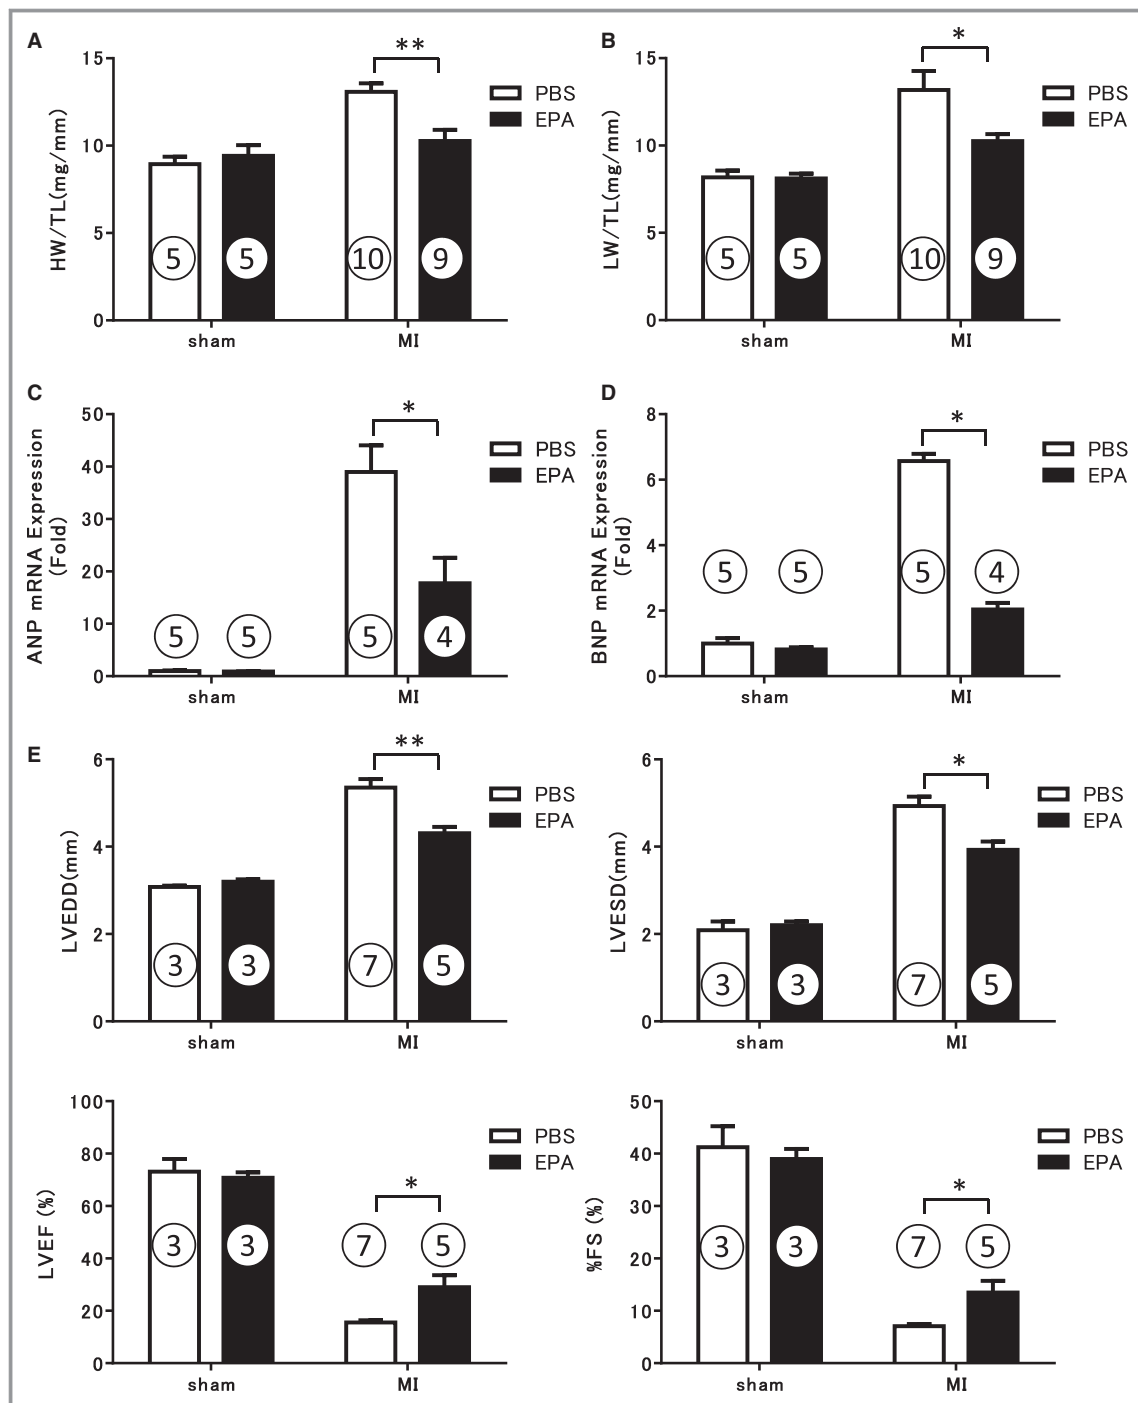 A
HW/TL(mg/mm)
15
10
5
0
**
PBS
EPA
5
5
10
9
sham
MI
B
LW/TL(mg/mm)
15
10
5
0
*
PBS
EPA
5
5
10
9
sham
MI
C
ANP mRNA Expression
(Fold)
50
40
30
20
10
0
*
PBS
EPA
5
5
5
4
sham
MI
D
BNP mRNA Expression
(Fold)
8
6
4
2
0
*
PBS
EPA
5
5
5
4
sham
MI
E
LVEDD(mm)
6
4
2
0
**
PBS
EPA
3
3
7
5
sham
MI
LVESD(mm)
6
4
2
0
*
PBS
EPA
3
3
7
5
sham
MI
LVEF (%)
100
80
60
40
20
0
*
PBS
EPA
3
3
7
5
sham
MI
%FS (%)
50
40
30
20
10
0
*
PBS
EPA
3
3
7
5
sham
MI